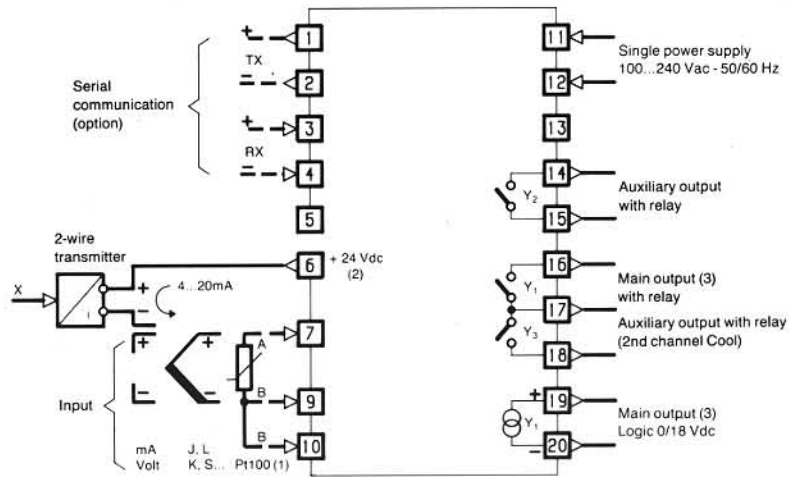 Serial
communication
(option)
+
TX
−
+
RX
−
1
2
3
4
5
2-wire
transmitter
X
i
+
−
4...20mA
6
+ 24 Vdc
(2)
Input
+
−
mA
Volt
+
−
J, L
K, S...
A
B
B
Pt100 (1)
7
9
10
11
12
Single power supply
100...240 Vac - 50/60 Hz
13
14
15
Y2
Auxiliary output
with relay
16
17
18
Y1
Y3
Main output (3)
with relay
Auxiliary output with relay
(2nd channel Cool)
19
20
+
Y1
−
Main output (3)
Logic 0/18 Vdc